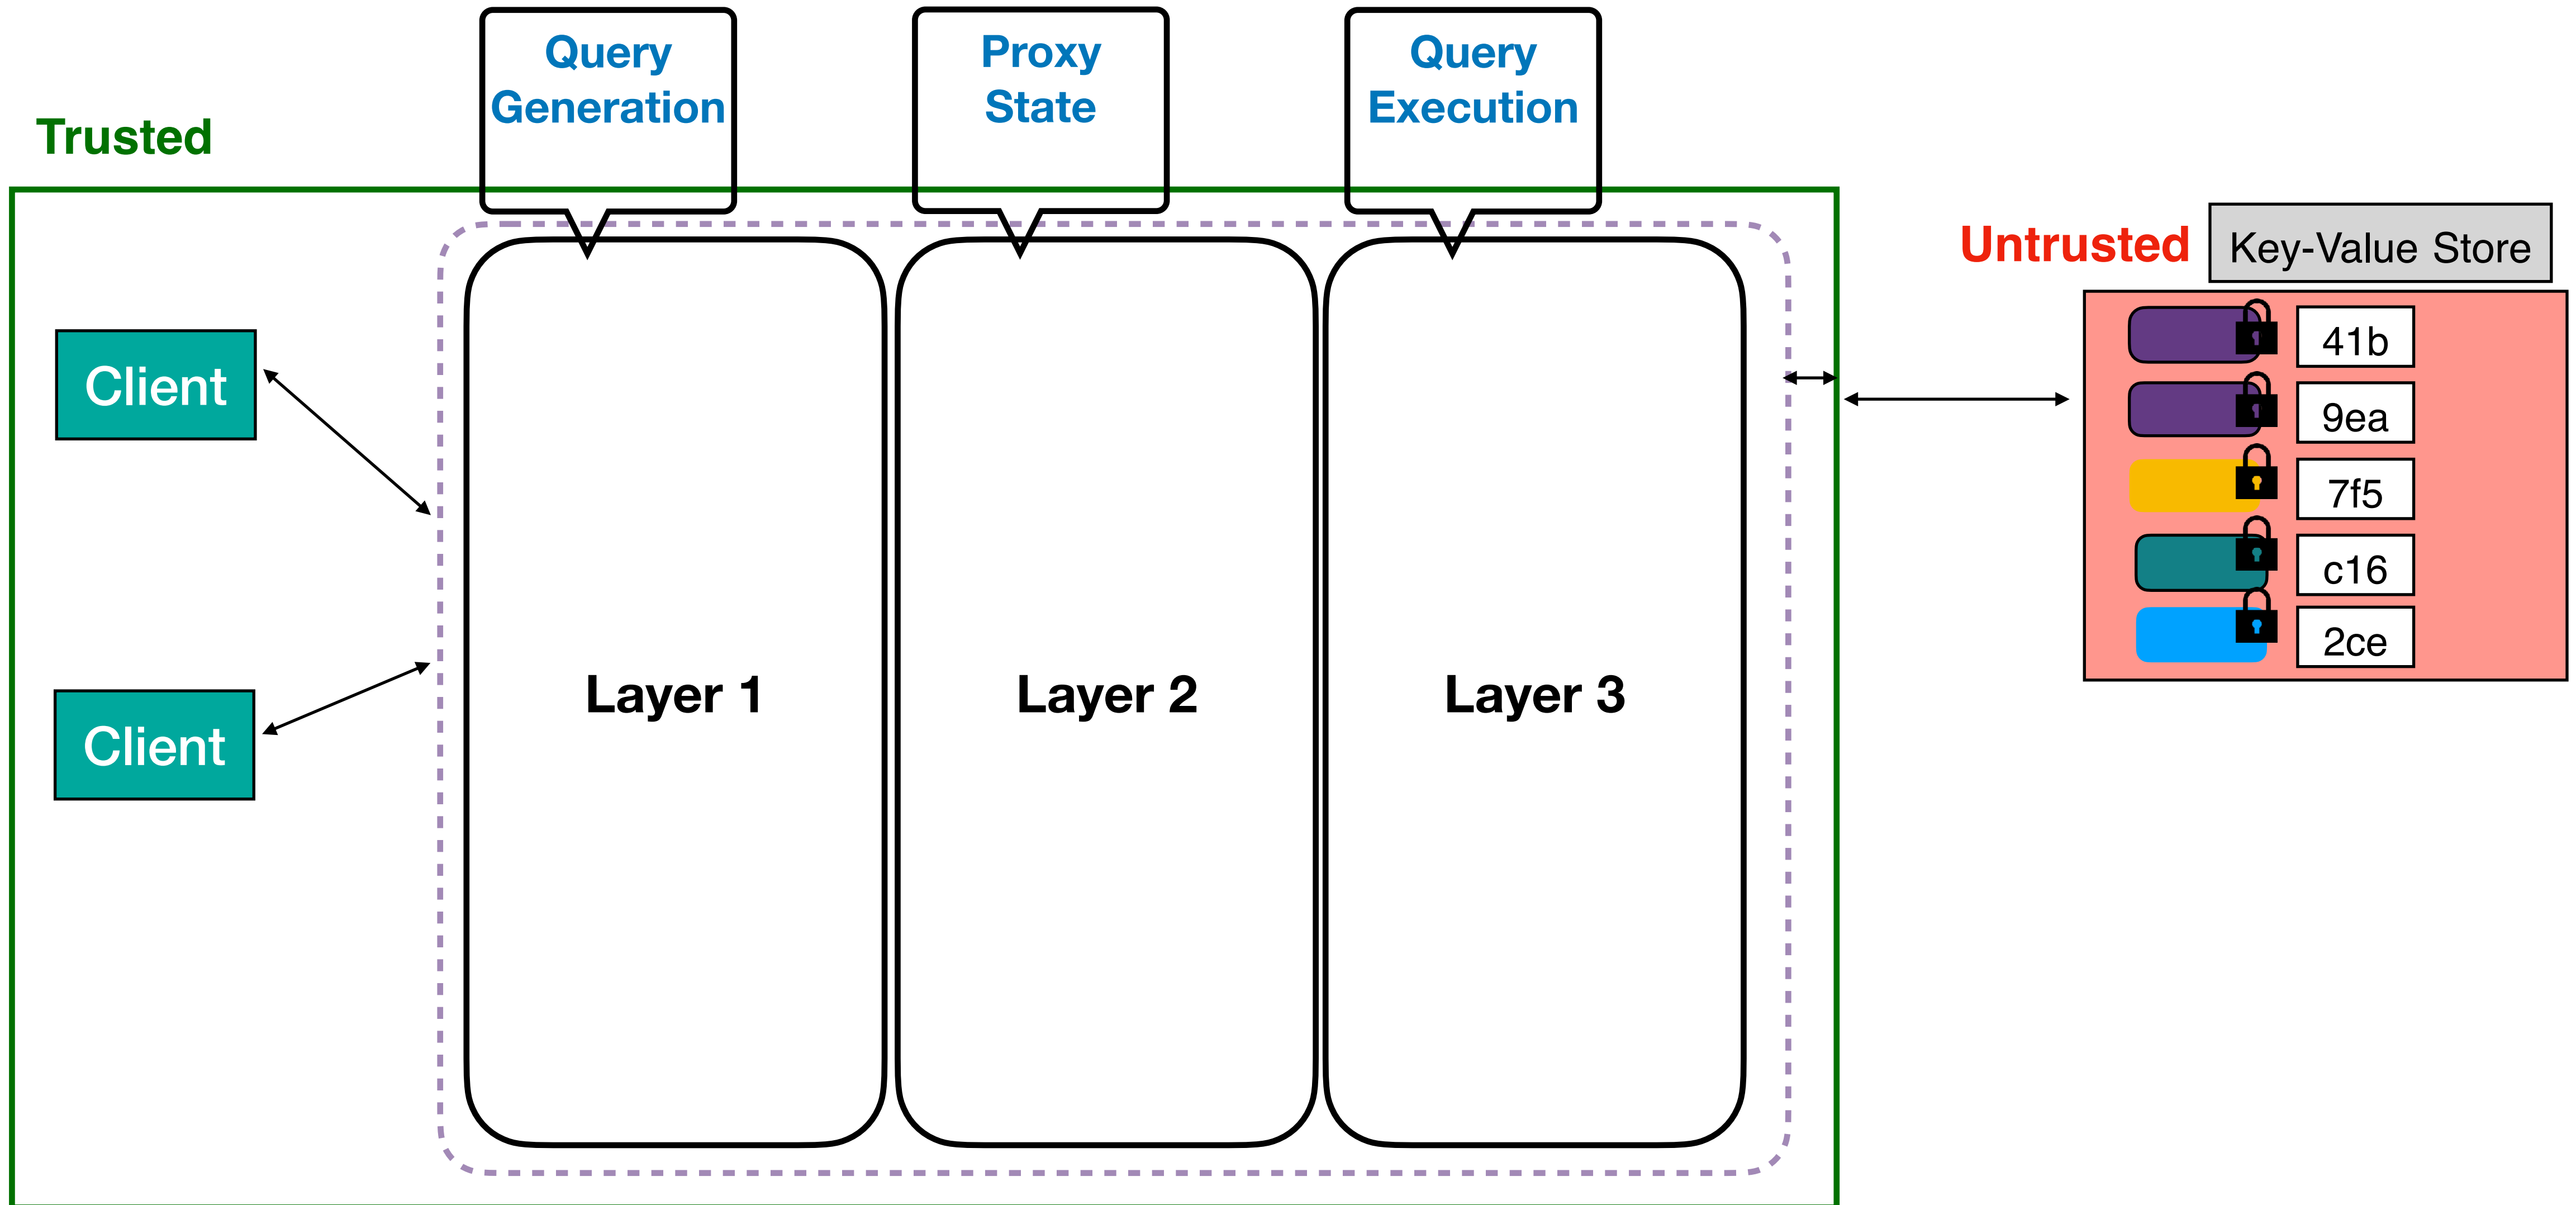 Query
Generation
Proxy
State
Query
Execution
Trusted
Untrusted
Key-Value Store
Client
Client
Layer 1
Layer 2
Layer 3
41b
9ea
7f5
c16
2ce